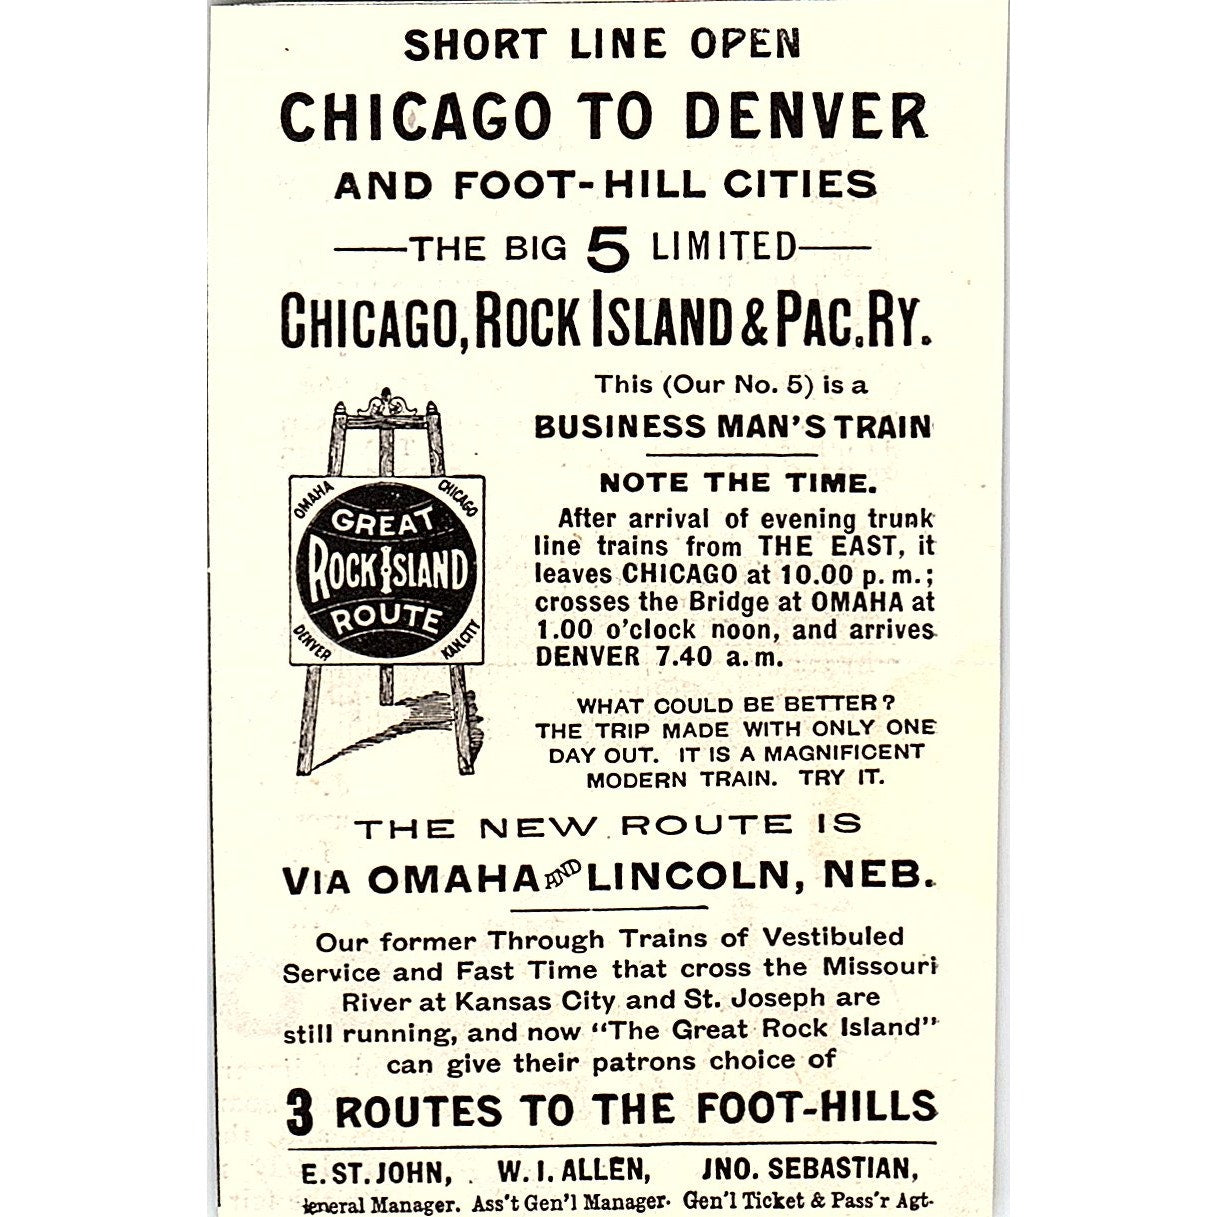 SHORT LINE OPEN
CHICAGO TO DENVER
AND FOOT-HILL CITIES
—THE BIG 5 LIMITED—
CHICAGO, ROCK ISLAND & PAC. RY.
This (Our No. 5) is a
BUSINESS MAN'S TRAIN
NOTE THE TIME.
After arrival of evening trunk
line trains from THE EAST, it
leaves CHICAGO at 10.00 p. m.;
crosses the Bridge at OMAHA at
1.00 o'clock noon, and arrives
DENVER 7.40 a. m.
OMAHA
CHICAGO
GREAT
ROCK ISLAND
ROUTE
DENVER
KAN. CITY
WHAT COULD BE BETTER?
THE TRIP MADE WITH ONLY ONE
DAY OUT. IT IS A MAGNIFICENT
MODERN TRAIN. TRY IT.
THE NEW ROUTE IS
VIA OMAHA AND LINCOLN, NEB.
Our former Through Trains of Vestibuled
Service and Fast Time that cross the Missouri
River at Kansas City and St. Joseph are
still running, and now "The Great Rock Island"
can give their patrons choice of
3 ROUTES TO THE FOOT-HILLS
E. ST. JOHN, W. I. ALLEN, JNO. SEBASTIAN,
General Manager. Ass't Gen'l Manager. Gen'l Ticket & Pass'r Agt.